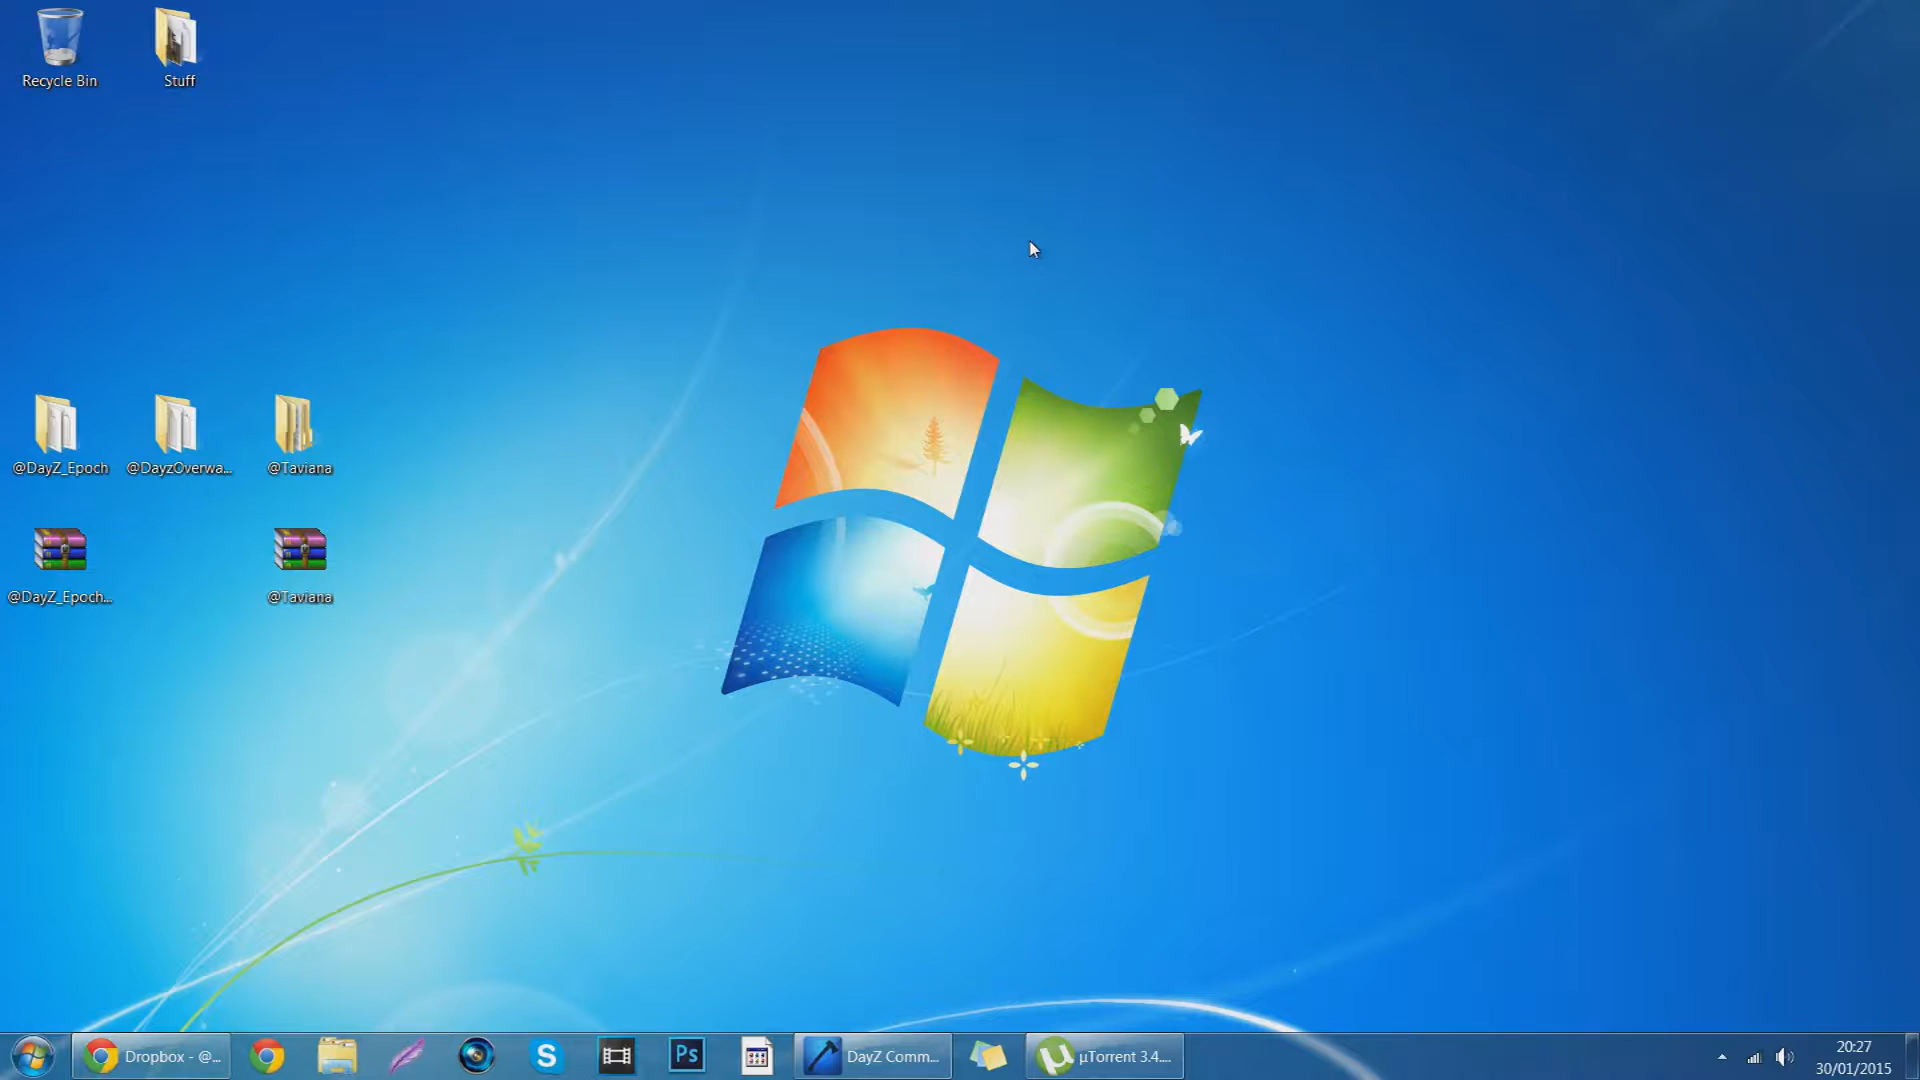 Recycle Bin
Stuff
@DayZ_Epoch
@DayzOverwa...
@Taviana
@DayZ_Epoch...
@Taviana
Dropbox - @...
S
Ps
DayZ Comm...
µTorrent 3.4....
20:27
30/01/2015